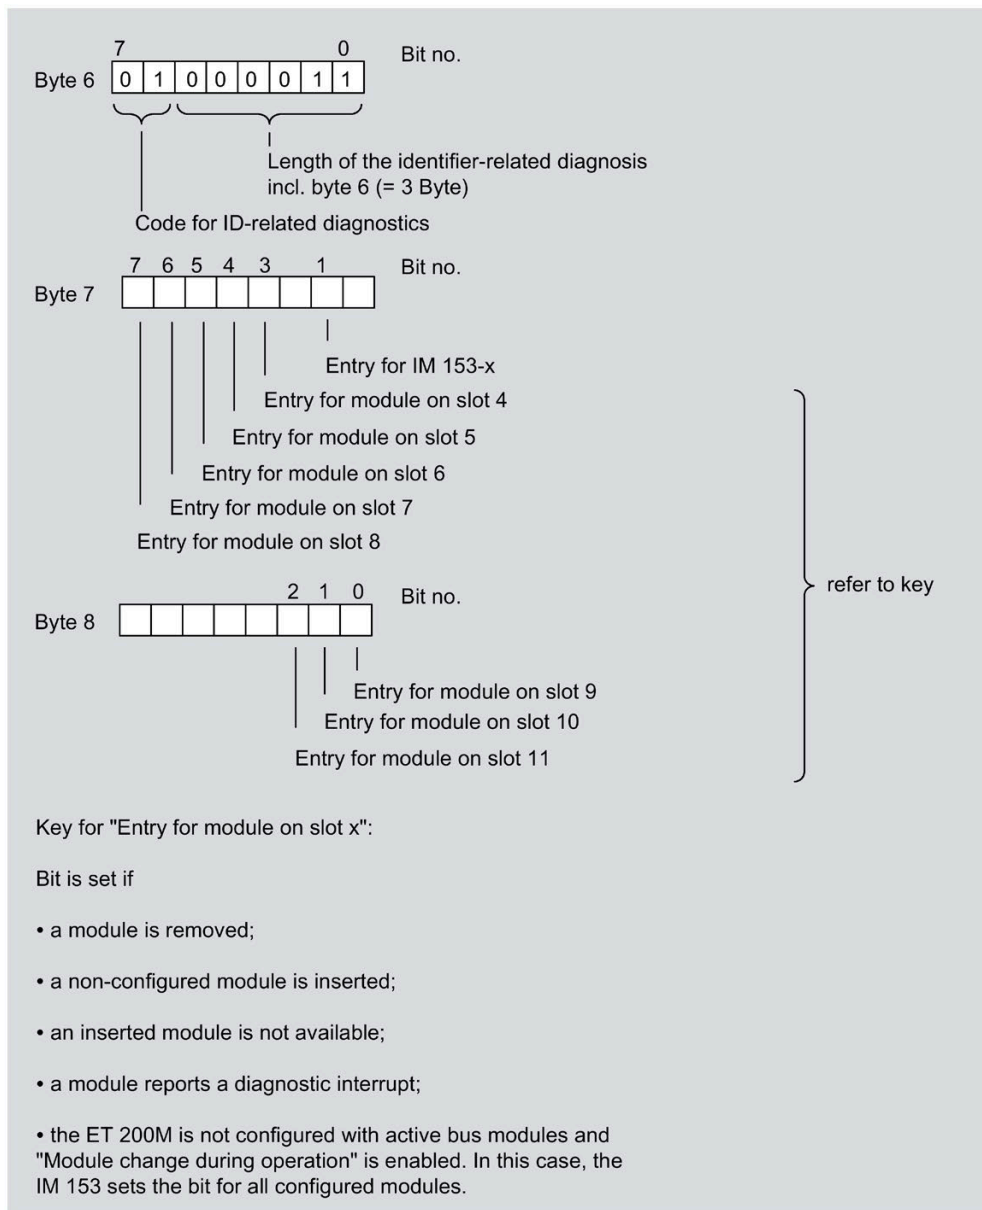 7 0 Bit no.
Byte 6 0 1 0 0 0 0 1 1
Length of the identifier-related diagnosis
incl. byte 6 (= 3 Byte)
Code for ID-related diagnostics
7 6 5 4 3 1 Bit no.
Byte 7
Entry for IM 153-x
Entry for module on slot 4
Entry for module on slot 5
Entry for module on slot 6
Entry for module on slot 7
Entry for module on slot 8
refer to key
2 1 0 Bit no.
Byte 8
Entry for module on slot 9
Entry for module on slot 10
Entry for module on slot 11
Key for "Entry for module on slot x":
Bit is set if
• a module is removed;
• a non-configured module is inserted;
• an inserted module is not available;
• a module reports a diagnostic interrupt;
• the ET 200M is not configured with active bus modules and
"Module change during operation" is enabled. In this case, the
IM 153 sets the bit for all configured modules.